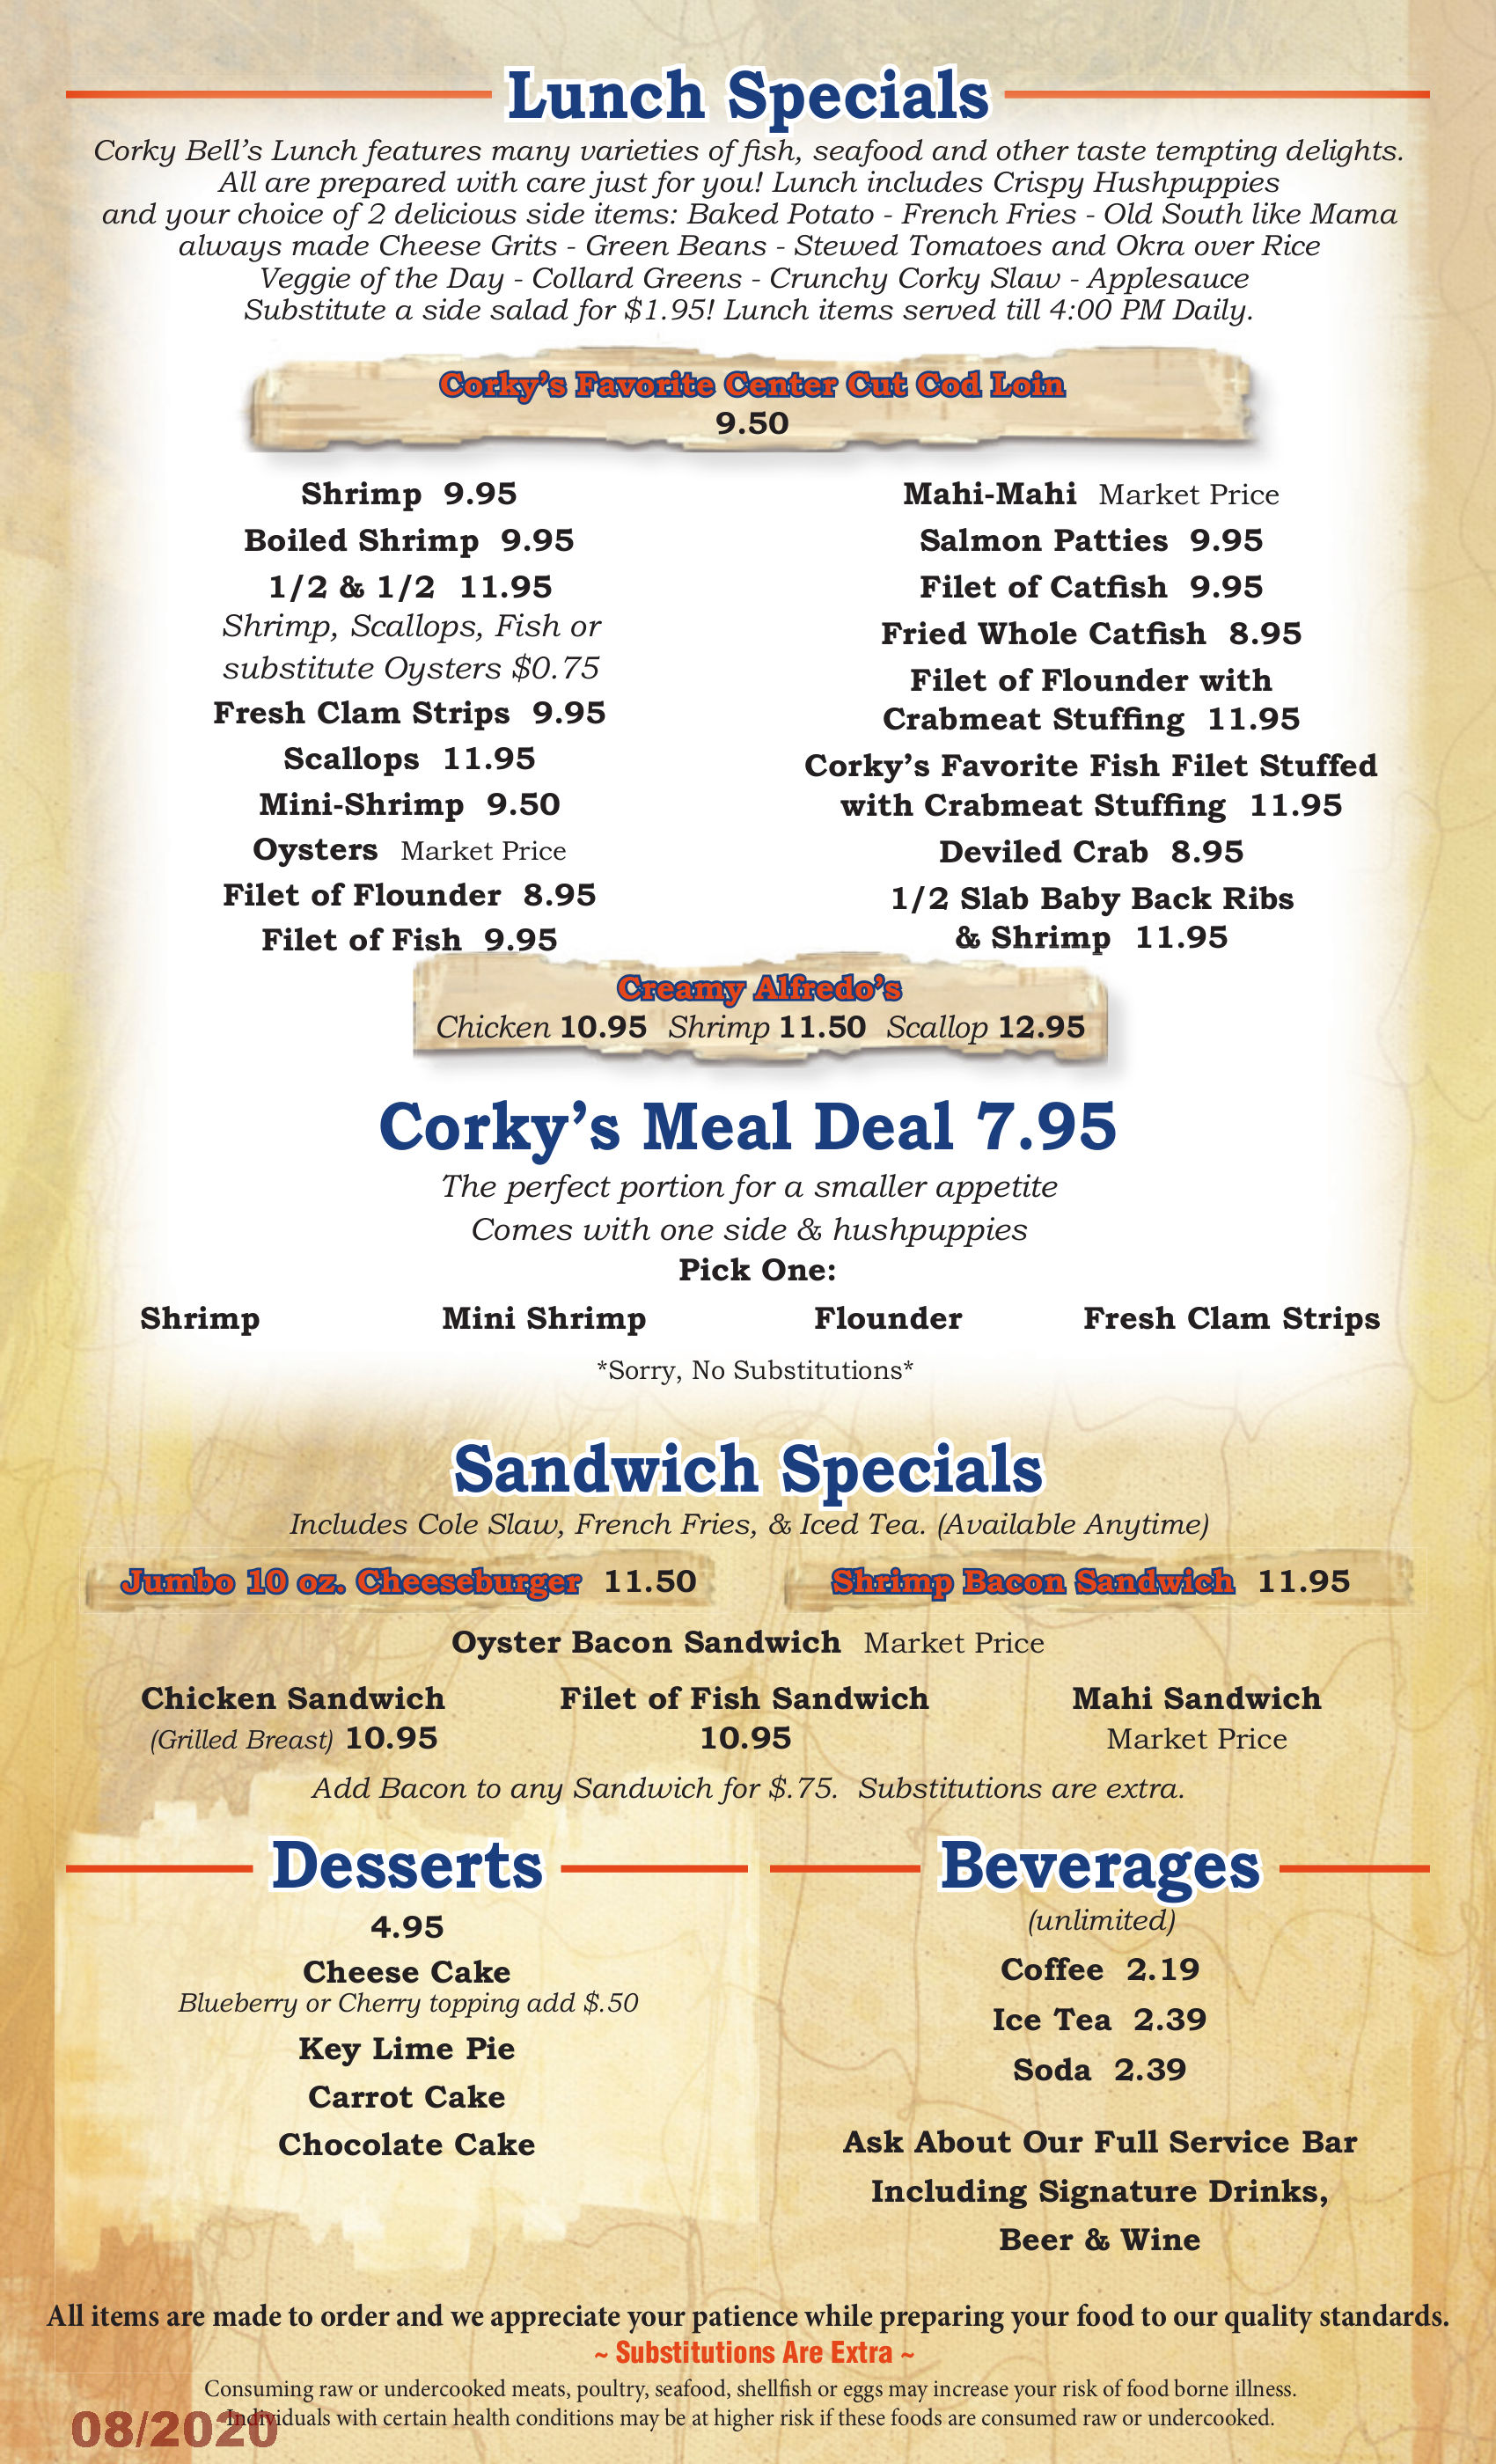 Lunch Specials
Corky Bell's Lunch features many varieties of fish, seafood and other taste tempting delights.
All are prepared with care just for you! Lunch includes Crispy Hushpuppies
and your choice of 2 delicious side items: Baked Potato - French Fries - Old South like Mama
always made Cheese Grits - Green Beans - Stewed Tomatoes and Okra over Rice
Veggie of the Day - Collard Greens - Crunchy Corky Slaw - Applesauce
Substitute a side salad for $1.95! Lunch items served till 4:00 PM Daily.
Corky's Favorite Center Cut Cod Loin
9.50
Shrimp 9.95
Boiled Shrimp 9.95
1/2 & 1/2 11.95
Shrimp, Scallops, Fish or
substitute Oysters $0.75
Fresh Clam Strips 9.95
Scallops 11.95
Mini-Shrimp 9.50
Oysters Market Price
Filet of Flounder 8.95
Filet of Fish 9.95
Mahi-Mahi Market Price
Salmon Patties 9.95
Filet of Catfish 9.95
Fried Whole Catfish 8.95
Filet of Flounder with
Crabmeat Stuffing 11.95
Corky's Favorite Fish Filet Stuffed
with Crabmeat Stuffing 11.95
Deviled Crab 8.95
1/2 Slab Baby Back Ribs
& Shrimp 11.95
Creamy Alfredo's
Chicken 10.95 Shrimp 11.50 Scallop 12.95
Corky's Meal Deal 7.95
The perfect portion for a smaller appetite
Comes with one side & hushpuppies
Pick One:
Shrimp Mini Shrimp Flounder Fresh Clam Strips
*Sorry, No Substitutions*
Sandwich Specials
Includes Cole Slaw, French Fries, & Iced Tea. (Available Anytime)
Jumbo 10 oz. Cheeseburger 11.50
Shrimp Bacon Sandwich 11.95
Oyster Bacon Sandwich Market Price
Chicken Sandwich
(Grilled Breast) 10.95
Filet of Fish Sandwich
10.95
Mahi Sandwich
Market Price
Add Bacon to any Sandwich for $.75. Substitutions are extra.
Desserts
4.95
Cheese Cake
Blueberry or Cherry topping add $.50
Key Lime Pie
Carrot Cake
Chocolate Cake
Beverages
(unlimited)
Coffee 2.19
Ice Tea 2.39
Soda 2.39
Ask About Our Full Service Bar
Including Signature Drinks,
Beer & Wine
All items are made to order and we appreciate your patience while preparing your food to our quality standards.
~ Substitutions Are Extra ~
Consuming raw or undercooked meats, poultry, seafood, shellfish or eggs may increase your risk of food borne illness.
Individuals with certain health conditions may be at higher risk if these foods are consumed raw or undercooked.
08/2020